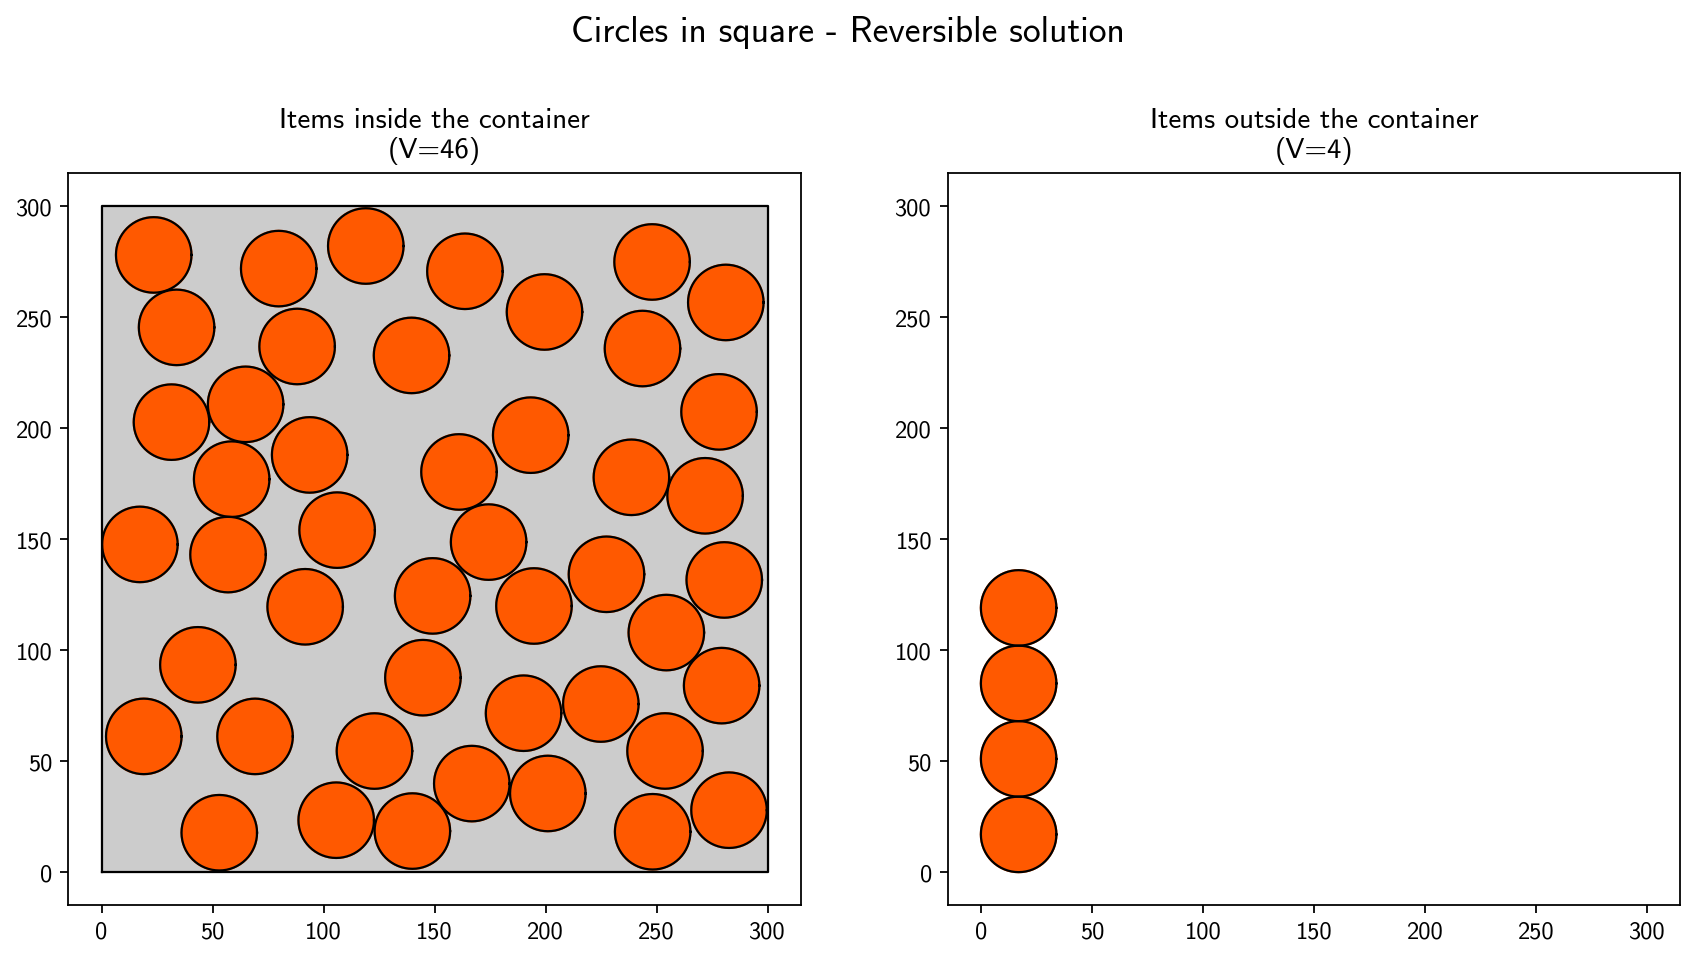 Circles in square - Reversible solution
Items inside the container
(V=46)
300
250
200
150
100
50
0
0 50 100 150 200 250 300
Items outside the container
(V=4)
300
250
200
150
100
50
0
0 50 100 150 200 250 300